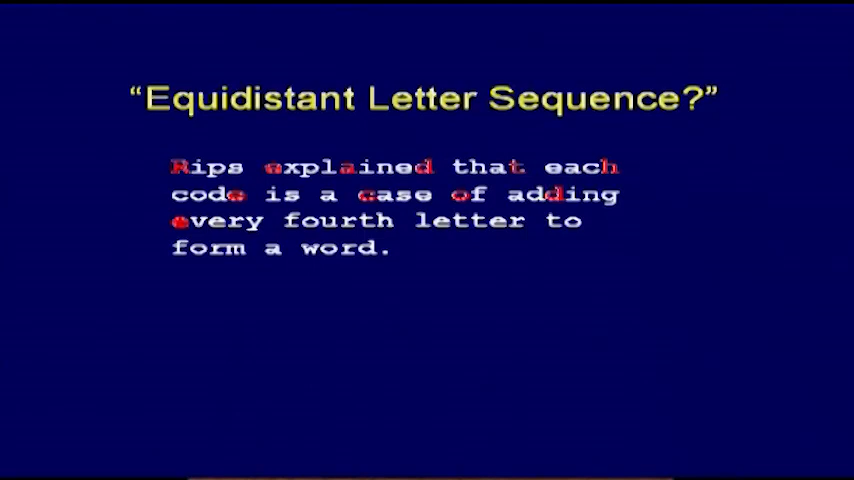 “Equidistant Letter Sequence?”
Rips explained that each
code is a case of adding
every fourth letter to
form a word.